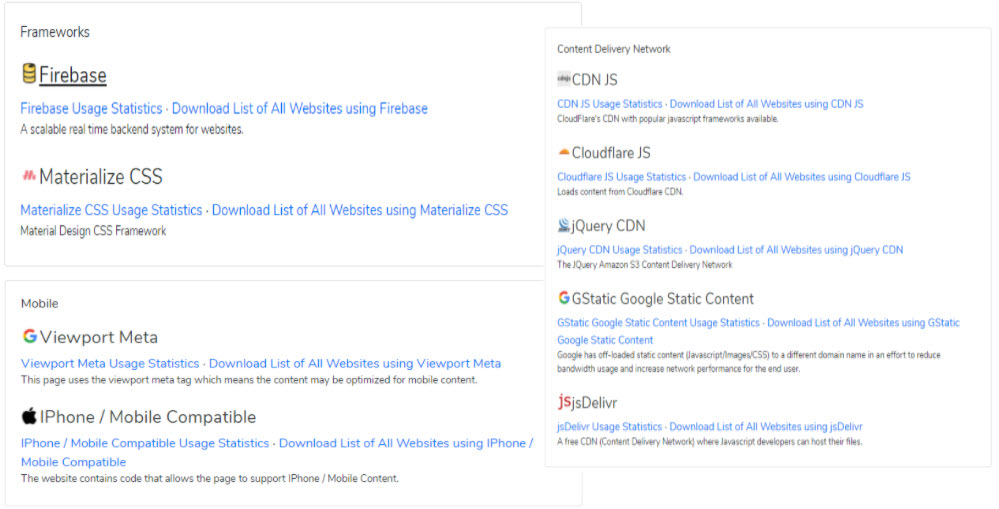 Frameworks
Firebase
Firebase Usage Statistics · Download List of All Websites using Firebase
A scalable real time backend system for websites.
Materialize CSS
Materialize CSS Usage Statistics · Download List of All Websites using Materialize CSS
Material Design CSS Framework
Mobile
Viewport Meta
Viewport Meta Usage Statistics · Download List of All Websites using Viewport Meta
This page uses the viewport meta tag which means the content may be optimized for mobile content.
IPhone / Mobile Compatible
IPhone / Mobile Compatible Usage Statistics · Download List of All Websites using IPhone /
Mobile Compatible
The website contains code that allows the page to support IPhone / Mobile Content.
Content Delivery Network
CDN JS
CDN JS Usage Statistics · Download List of All Websites using CDN JS
CloudFlare's CDN with popular javascript frameworks available.
Cloudflare JS
Cloudflare JS Usage Statistics · Download List of All Websites using Cloudflare JS
Loads content from Cloudflare CDN.
jQuery CDN
jQuery CDN Usage Statistics · Download List of All Websites using jQuery CDN
The JQuery Amazon S3 Content Delivery Network
GStatic Google Static Content
GStatic Google Static Content Usage Statistics · Download List of All Websites using GStatic
Google Static Content
Google has off-loaded static content (Javascript/Images/CSS) to a different domain name in an effort to reduce
bandwidth usage and increase network performance for the end user.
js jsDelivr
jsDelivr Usage Statistics · Download List of All Websites using jsDelivr
A free CDN (Content Delivery Network) where Javascript developers can host their files.